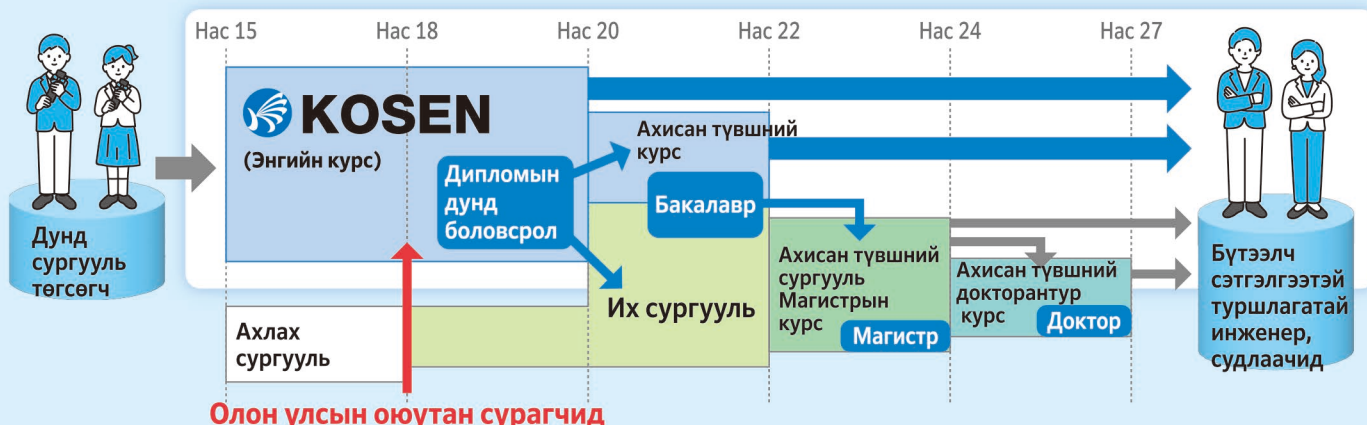 Нас 15
Нас 18
Нас 20
Нас 22
Нас 24
Нас 27
KOSEN
(Энгийн курс)
Дипломын
дунд
боловсрол
Ахисан түвшний
курс
Бакалавр
Дунд
сургууль
төгсөгч
Ахлах
сургууль
Их сургууль
Ахисан түвшний
сургууль
Магистрын
курс
Магистр
Ахисан түвшний
докторантур
курс
Доктор
Бүтээлч
сэтгэлгээтэй
туршлагатай
инженер,
судлаачид
Олон улсын оюутан сурагчид